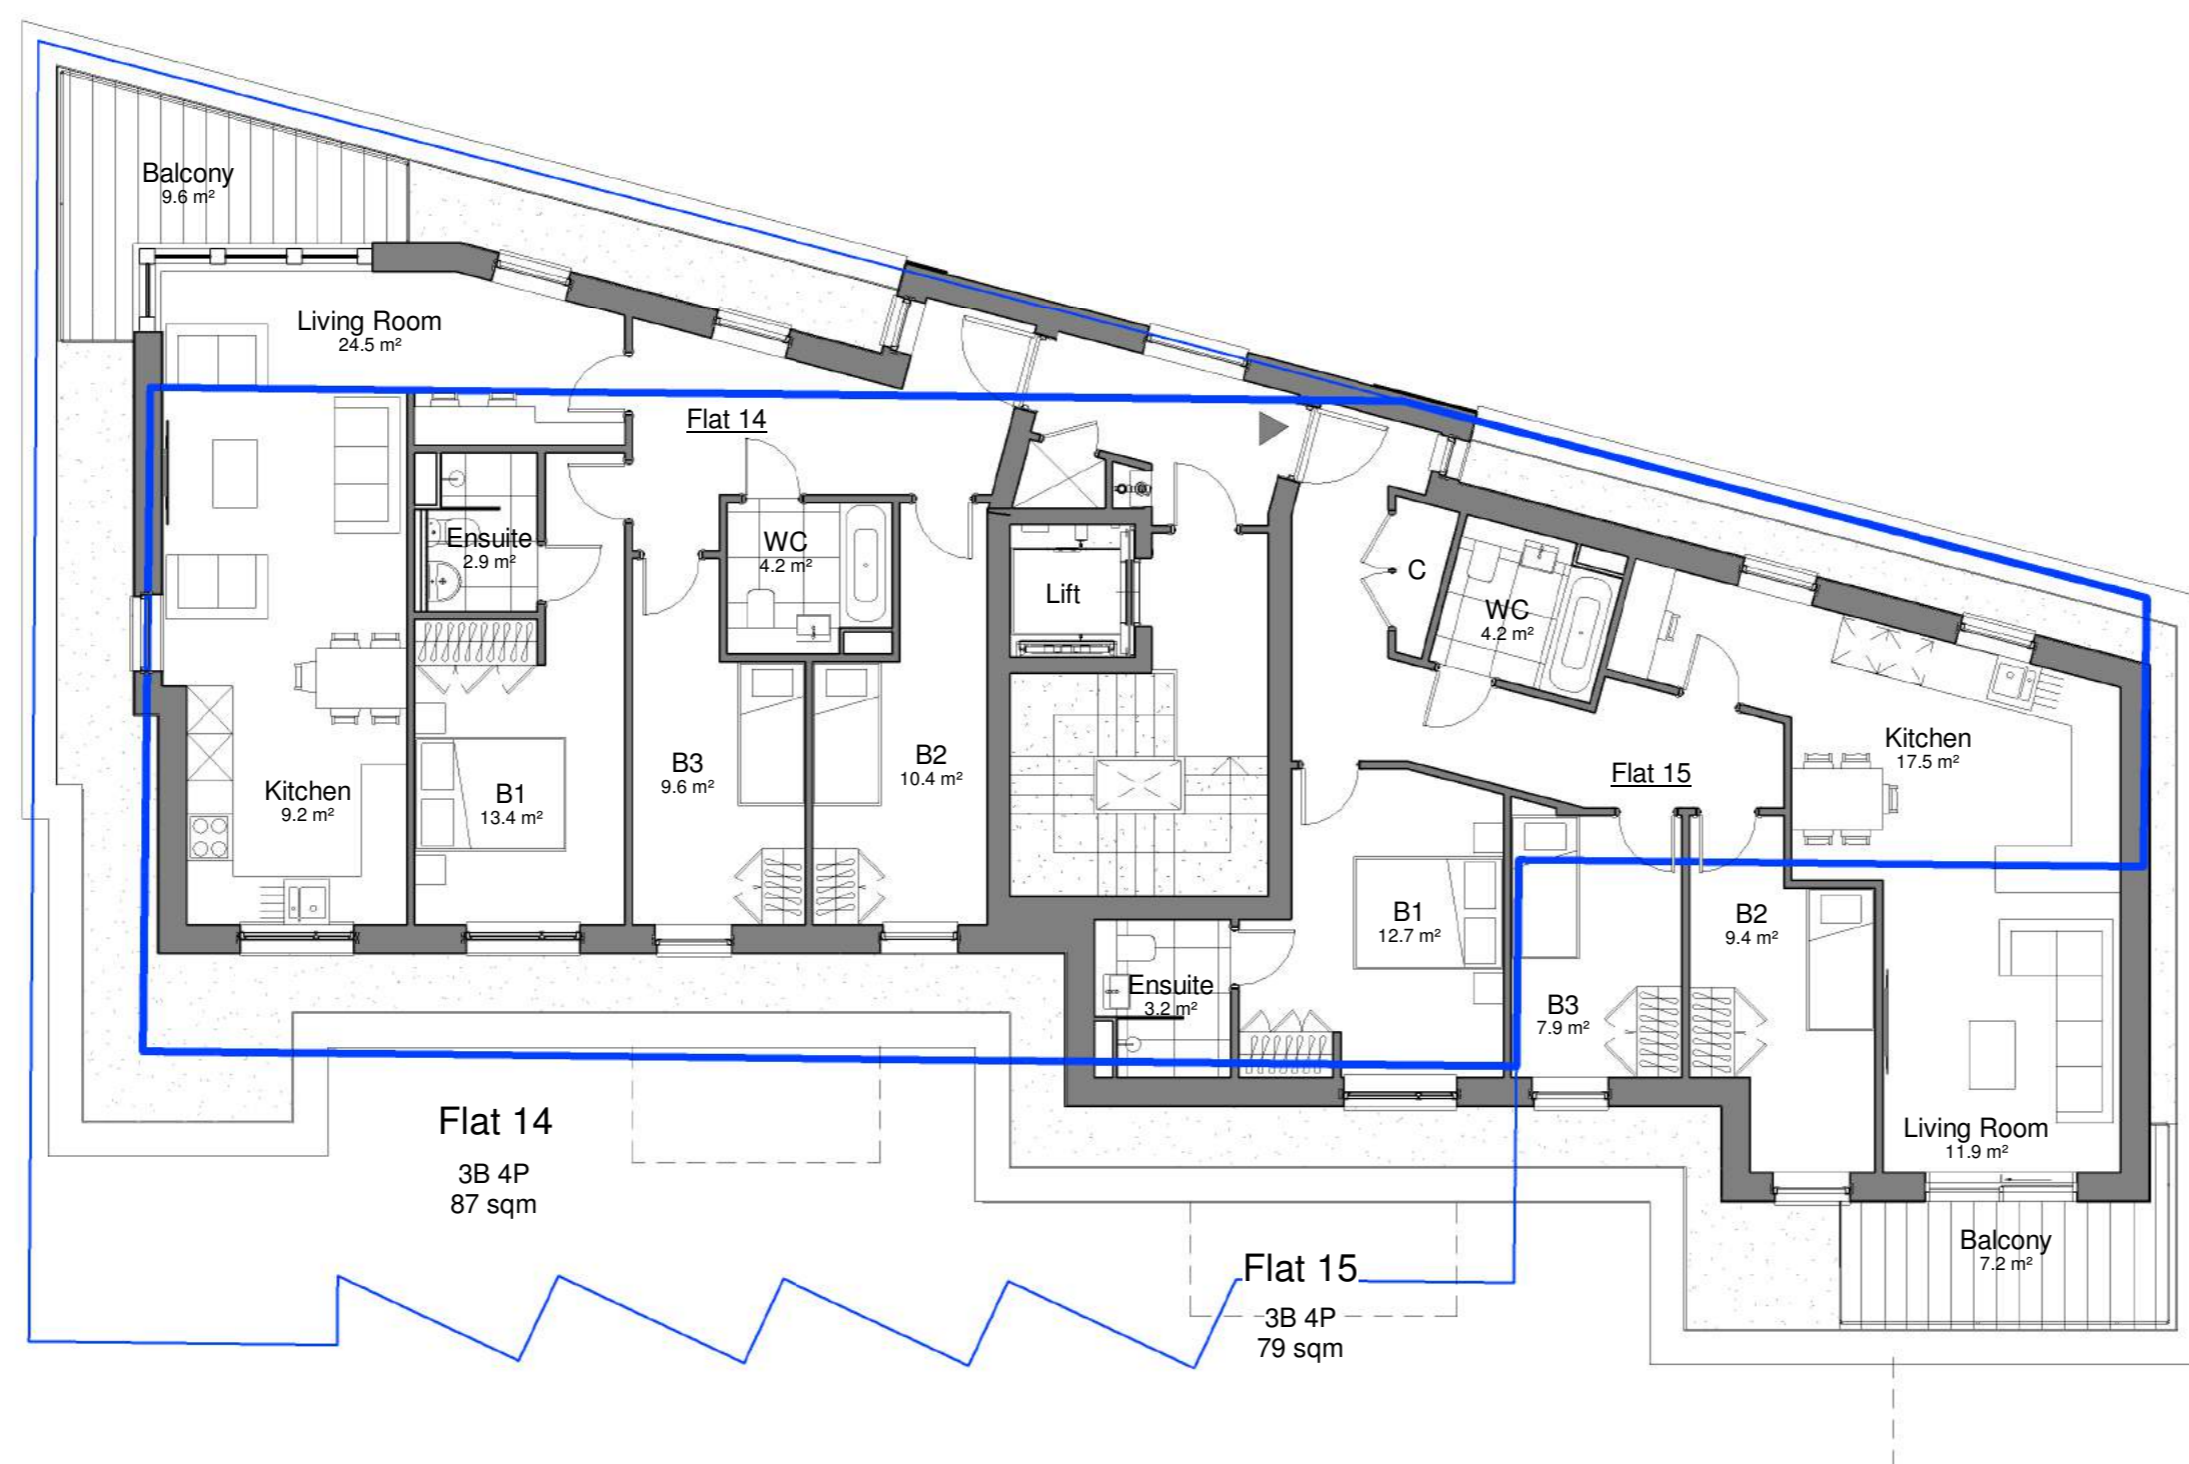 Balcony
9.6 m²
Living Room
24.5 m²
Flat 14
Ensuite
2.9 m²
WC
4.2 m²
Lift
C
WC
4.2 m²
Kitchen
9.2 m²
B1
13.4 m²
B3
9.6 m²
B2
10.4 m²
Flat 15
Kitchen
17.5 m²
B1
12.7 m²
Ensuite
3.2 m²
B3
7.9 m²
B2
9.4 m²
Living Room
11.9 m²
Balcony
7.2 m²
Flat 14
3B 4P
87 sqm
Flat 15
3B 4P
79 sqm